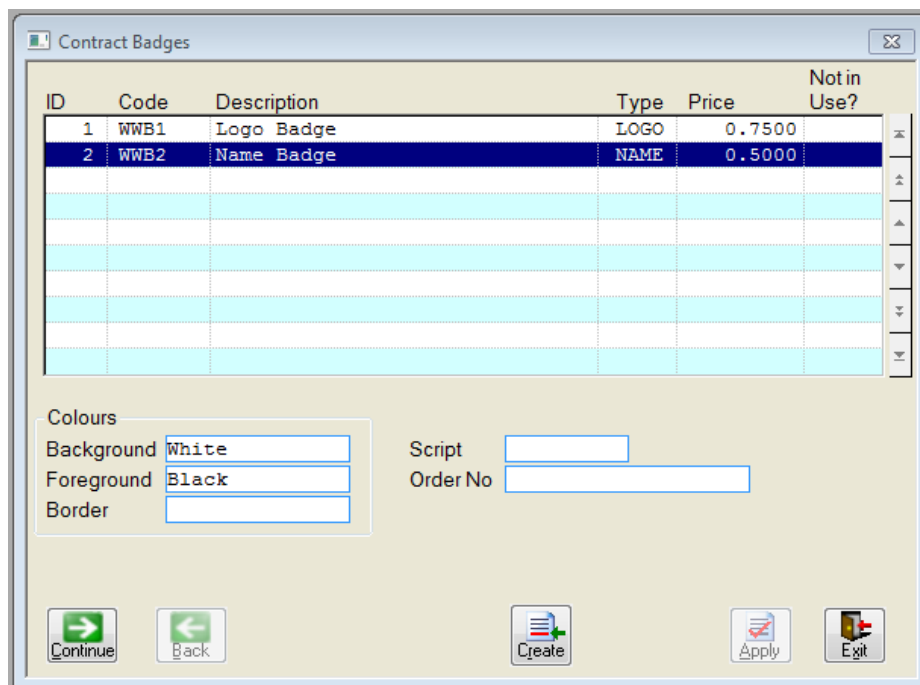 Contract Badges
Not in
ID Code Description Type Price Use?
1 WWB1 Logo Badge LOGO 0.7500
2 WWB2 Name Badge NAME 0.5000
Colours
Background White Script
Foreground Black Order No
Border
Continue Back Create Apply Exit